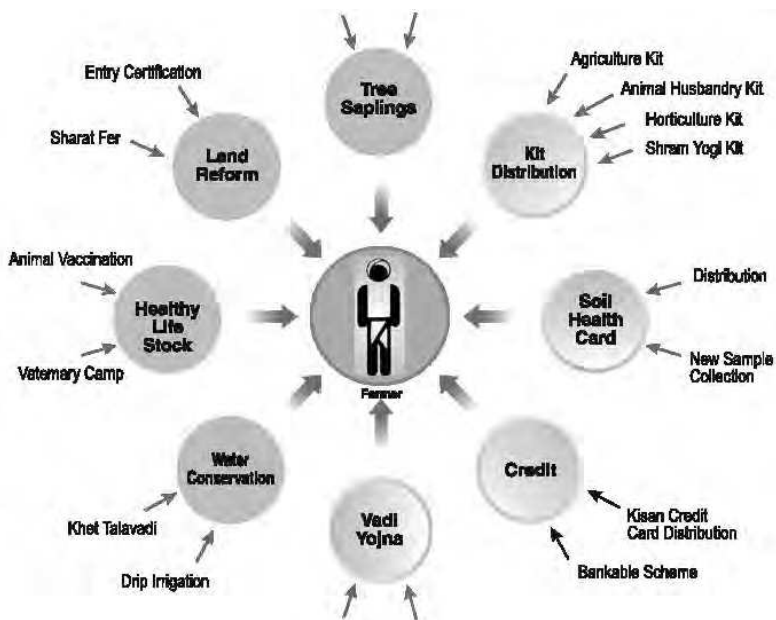 Tree
Saplings
Entry Certification
Sharat Fer
Land
Reform
Agriculture Kit
Animal Husbandry Kit
Horticulture Kit
Shram Yogi Kit
Kit
Distribution
Animal Vaccination
Healthy
Life
Stock
Veternary Camp
Distribution
Soil
Health
Card
New Sample
Collection
Farmer
Water
Conservation
Khet Talavadi
Drip Irrigation
Vadi
Yojna
Credit
Kisan Credit
Card Distribution
Bankable Scheme